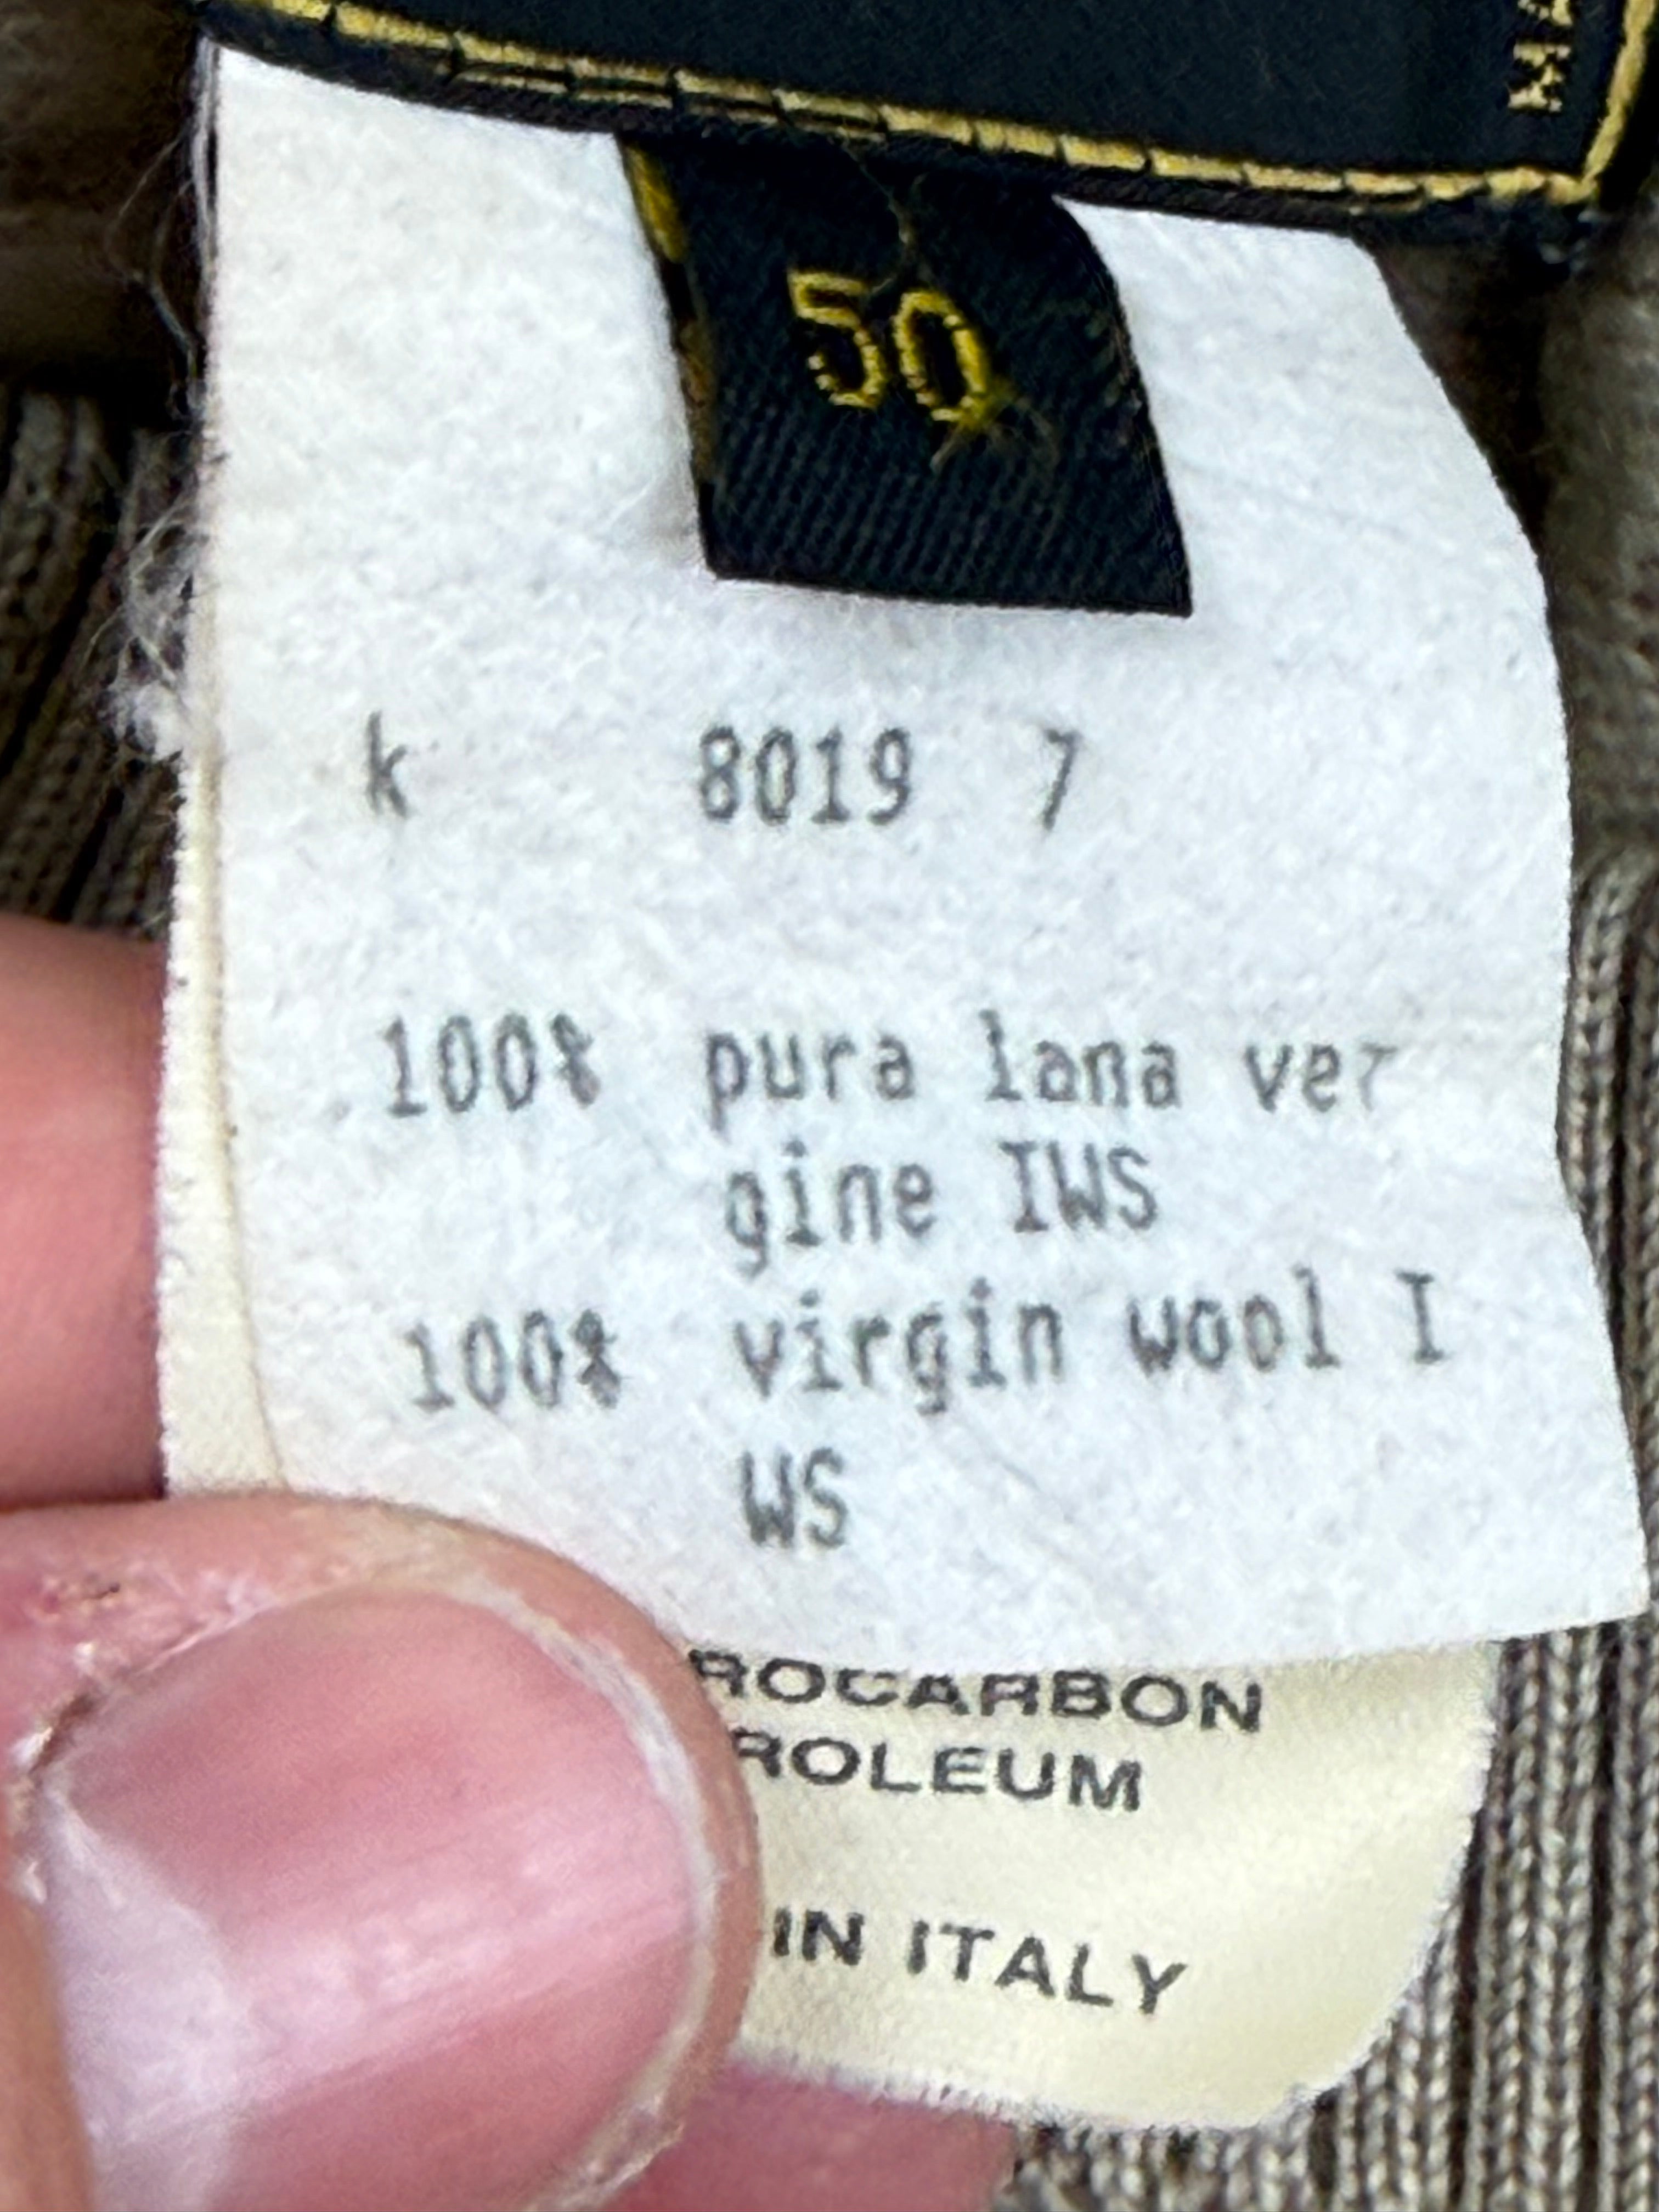 50
k 8019 7
100% pura lana ver
gine IWS
100% virgin wool I
WS
ROCARBON
ROLEUM
IN ITALY